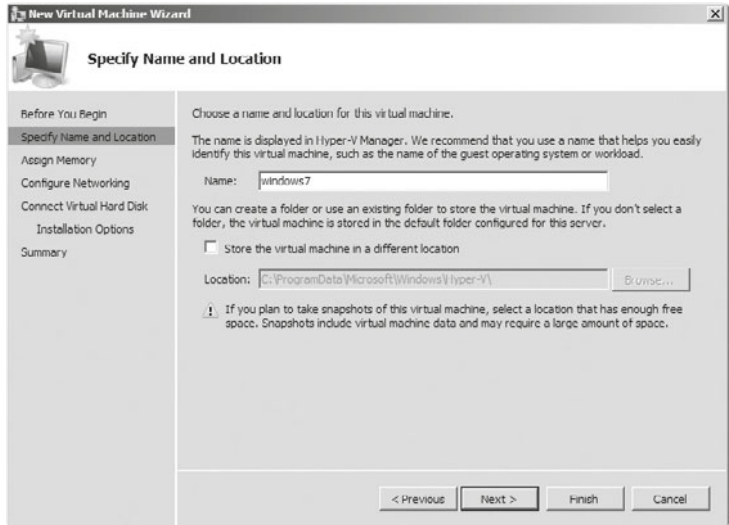 New Virtual Machine Wizard
Specify Name and Location
Before You Begin
Specify Name and Location
Assign Memory
Configure Networking
Connect Virtual Hard Disk
Installation Options
Summary
Choose a name and location for this virtual machine.
The name is displayed in Hyper-V Manager. We recommend that you use a name that helps you easily
identify this virtual machine, such as the name of the guest operating system or workload.
Name: windows7
You can create a folder or use an existing folder to store the virtual machine. If you don't select a
folder, the virtual machine is stored in the default folder configured for this server.
Store the virtual machine in a different location
Location: C:\ProgramData\Microsoft\Windows\Hyper-V\ Browse...
If you plan to take snapshots of this virtual machine, select a location that has enough free
space. Snapshots include virtual machine data and may require a large amount of space.
< Previous Next > Finish Cancel